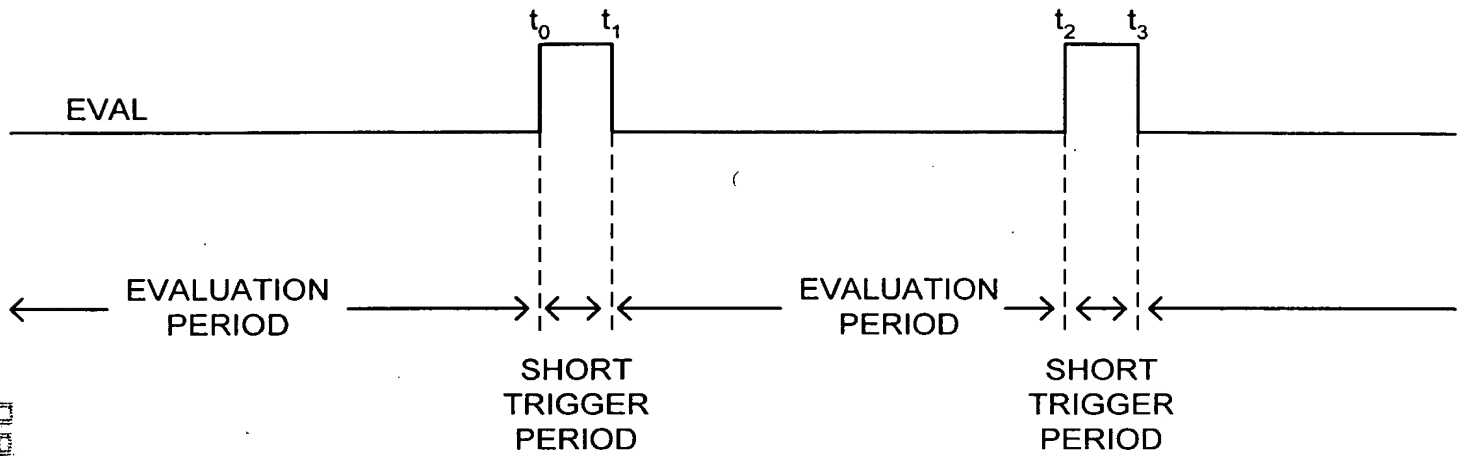 t0 t1 t2 t3
EVAL
EVALUATION
PERIOD
EVALUATION
PERIOD
SHORT
TRIGGER
PERIOD
SHORT
TRIGGER
PERIOD